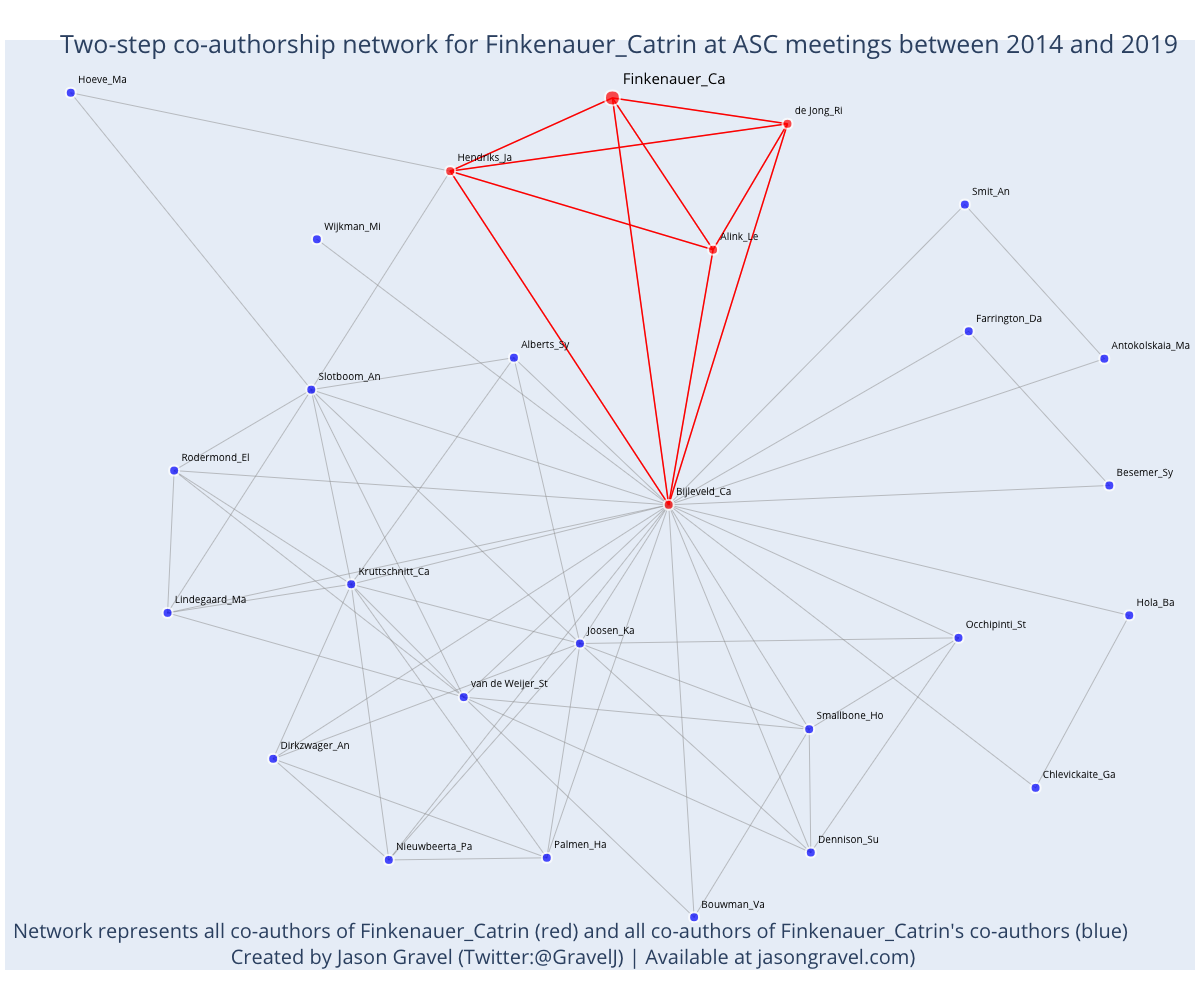 Two-step co-authorship network for Finkenauer_Catrin at ASC meetings between 2014 and 2019
Hoeve_Ma
Finkenauer_Ca
de Jong_Ri
Hendriks_Ja
Smit_An
Wijkman_Mi
Alink_Le
Farrington_Da
Alberts_Sy
Antokolskaia_Ma
Slotboom_An
Rodermond_El
Besemer_Sy
Bijleveld_Ca
Kruttschnitt_Ca
Lindegaard_Ma
Hola_Ba
Joosen_Ka
Occhipinti_St
van de Weijer_St
Smallbone_Ho
Dirkzwager_An
Chlevickaite_Ga
Nieuwbeerta_Pa
Palmen_Ha
Dennison_Su
Bouwman_Va
Network represents all co-authors of Finkenauer_Catrin (red) and all co-authors of Finkenauer_Catrin's co-authors (blue)
Created by Jason Gravel (Twitter:@GravelJ) | Available at jasongravel.com)